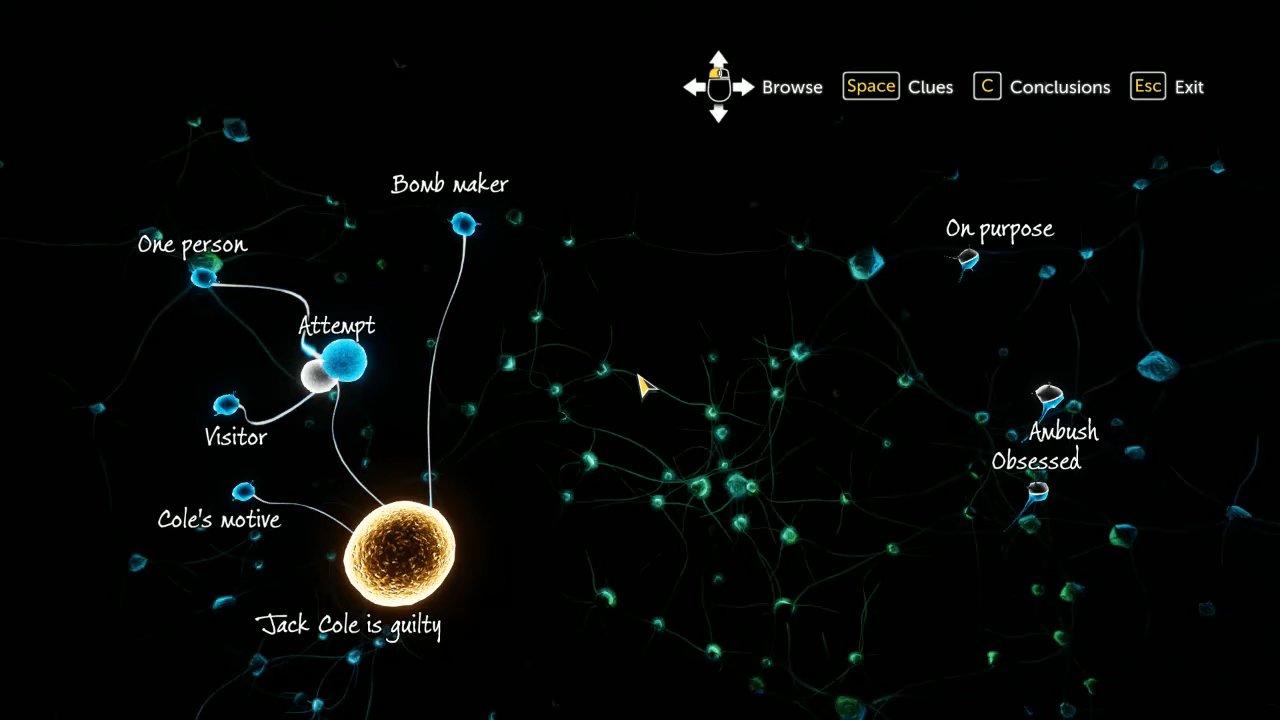 Browse Space Clues C Conclusions Esc Exit
Bomb maker
On purpose
One person
Attempt
Ambush
Visitor
Obsessed
Cole's motive
Jack Cole is guilty